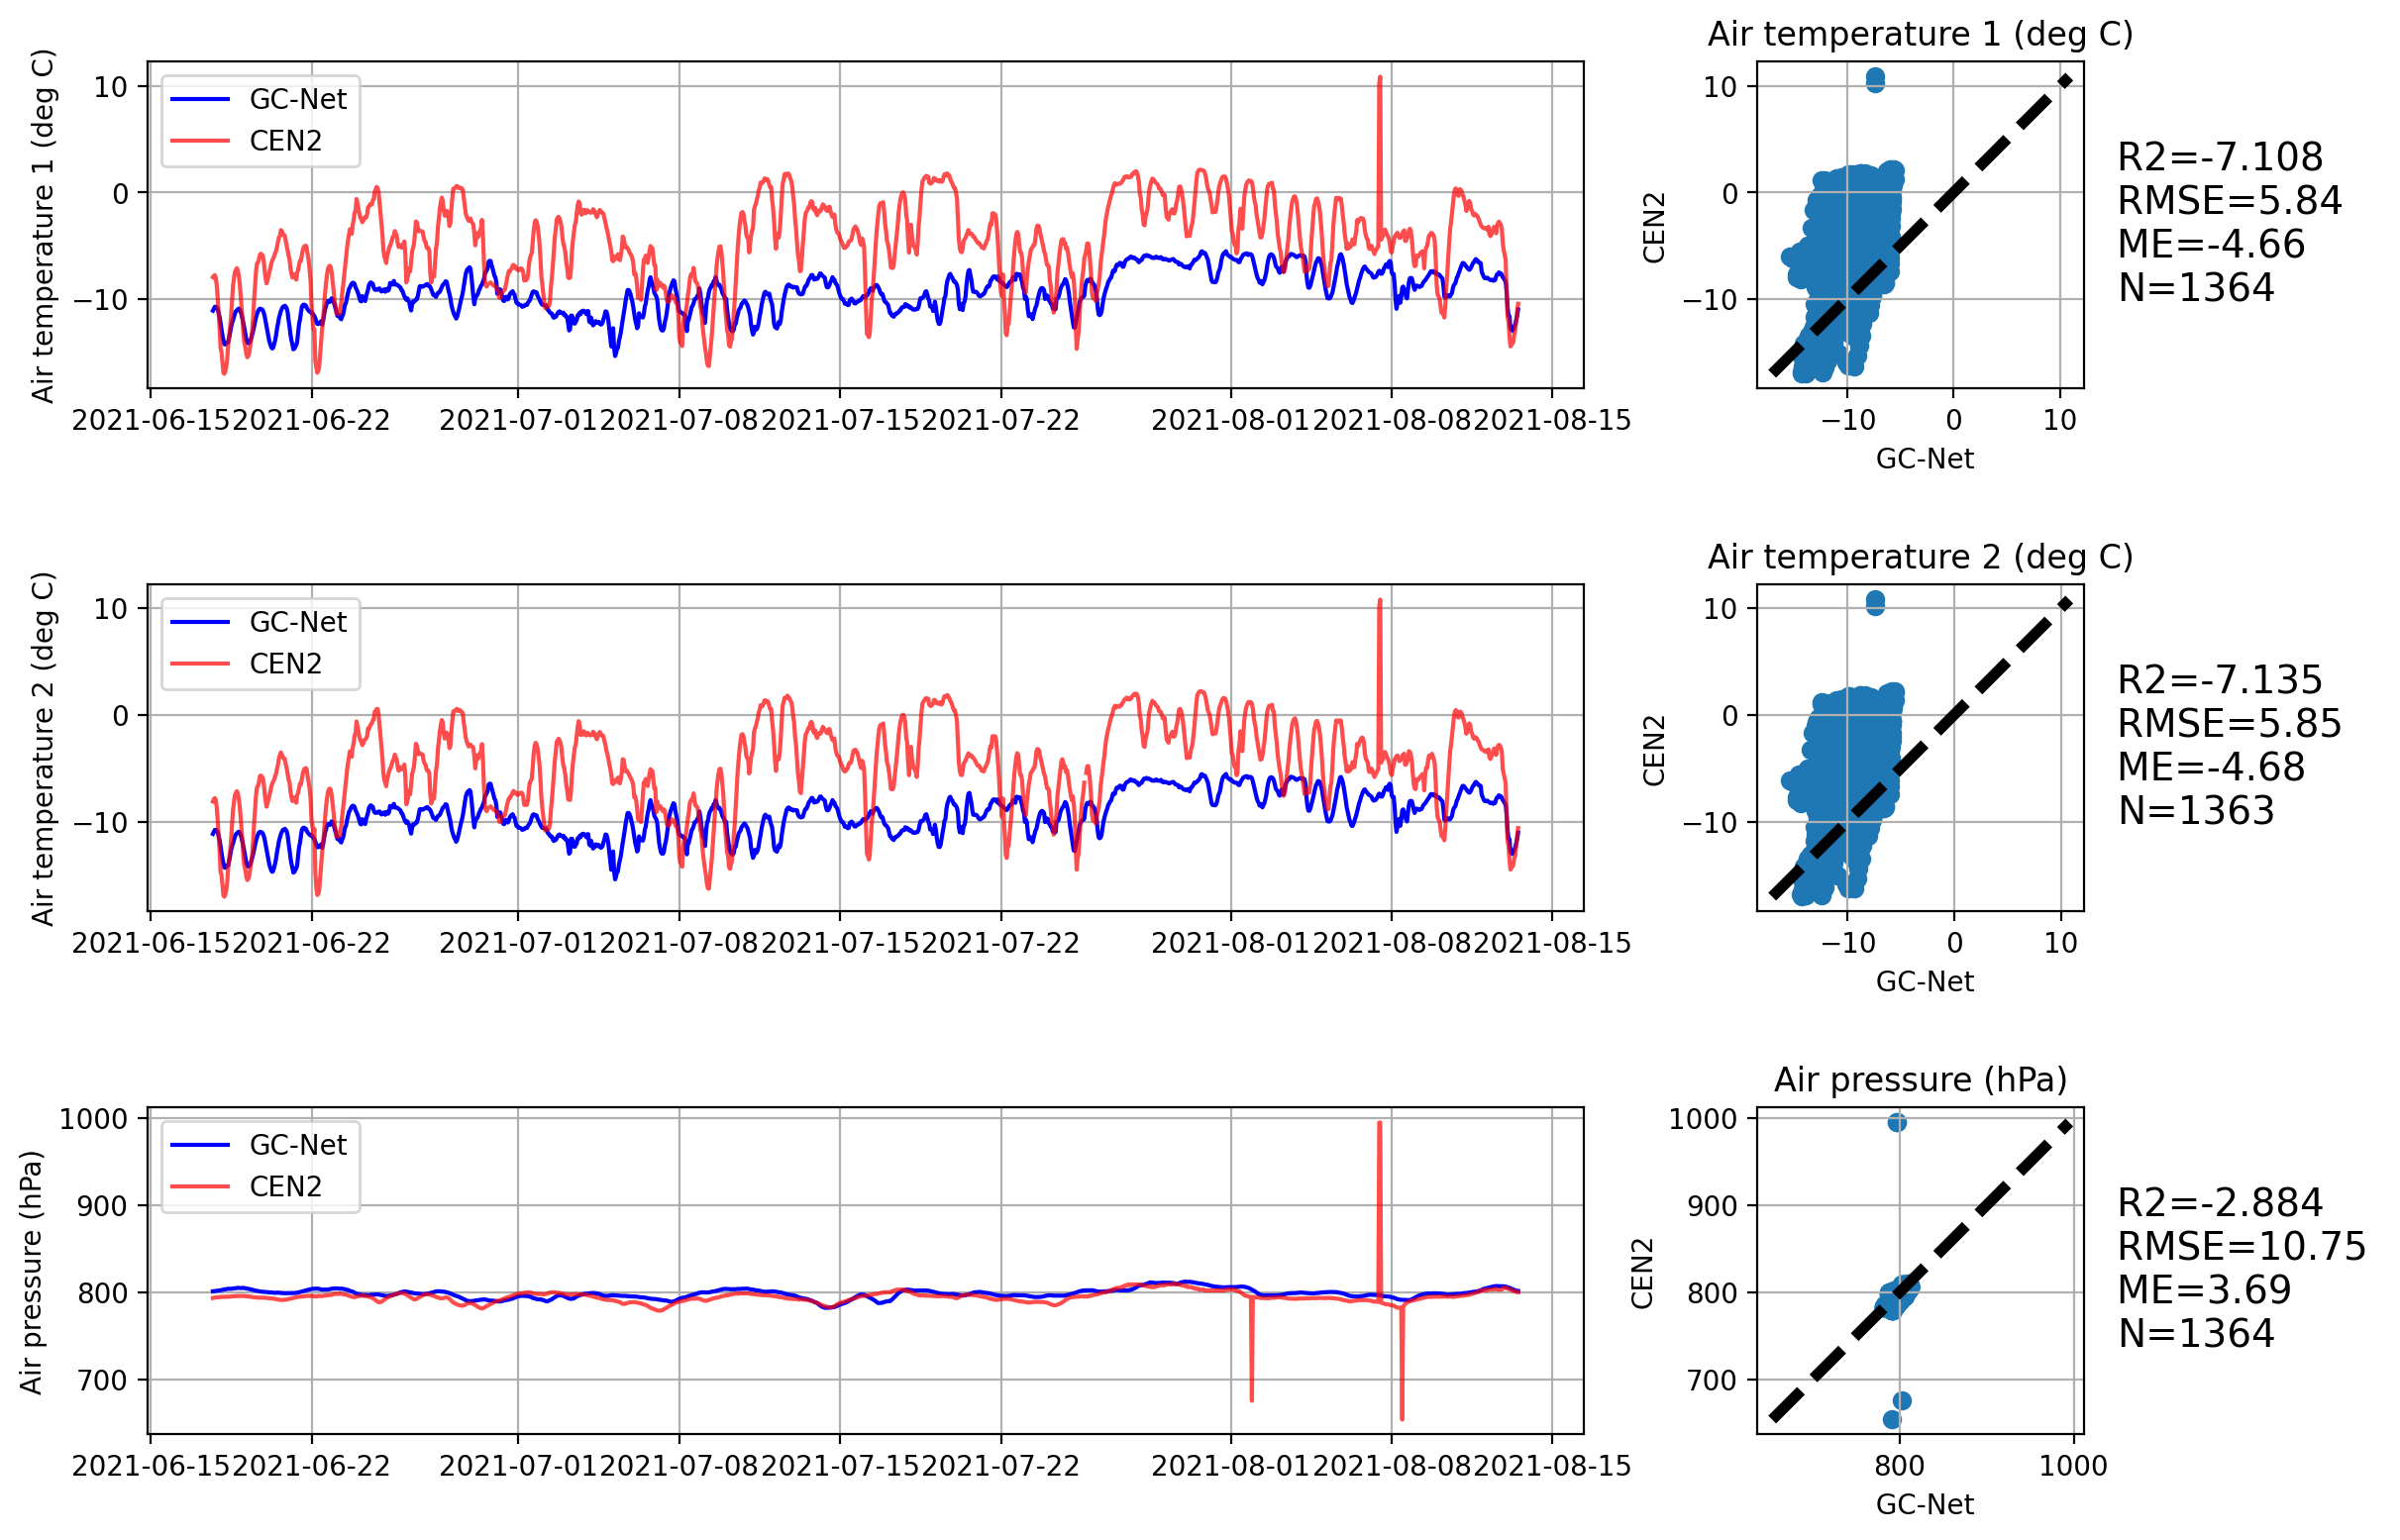 Air temperature 1 (deg C)
Air temperature 1 (deg C)
10
0
−10
GC-Net
CEN2
2021-06-15 2021-06-22 2021-07-01 2021-07-08 2021-07-15 2021-07-22 2021-08-01 2021-08-08 2021-08-15
CEN2
10
0
−10
−10 0 10
GC-Net
R2=-7.108
RMSE=5.84
ME=-4.66
N=1364
Air temperature 2 (deg C)
Air temperature 2 (deg C)
10
0
−10
GC-Net
CEN2
2021-06-15 2021-06-22 2021-07-01 2021-07-08 2021-07-15 2021-07-22 2021-08-01 2021-08-08 2021-08-15
CEN2
10
0
−10
−10 0 10
GC-Net
R2=-7.135
RMSE=5.85
ME=-4.68
N=1363
Air pressure (hPa)
Air pressure (hPa)
1000
900
800
700
GC-Net
CEN2
2021-06-15 2021-06-22 2021-07-01 2021-07-08 2021-07-15 2021-07-22 2021-08-01 2021-08-08 2021-08-15
CEN2
1000
900
800
700
800 1000
GC-Net
R2=-2.884
RMSE=10.75
ME=3.69
N=1364